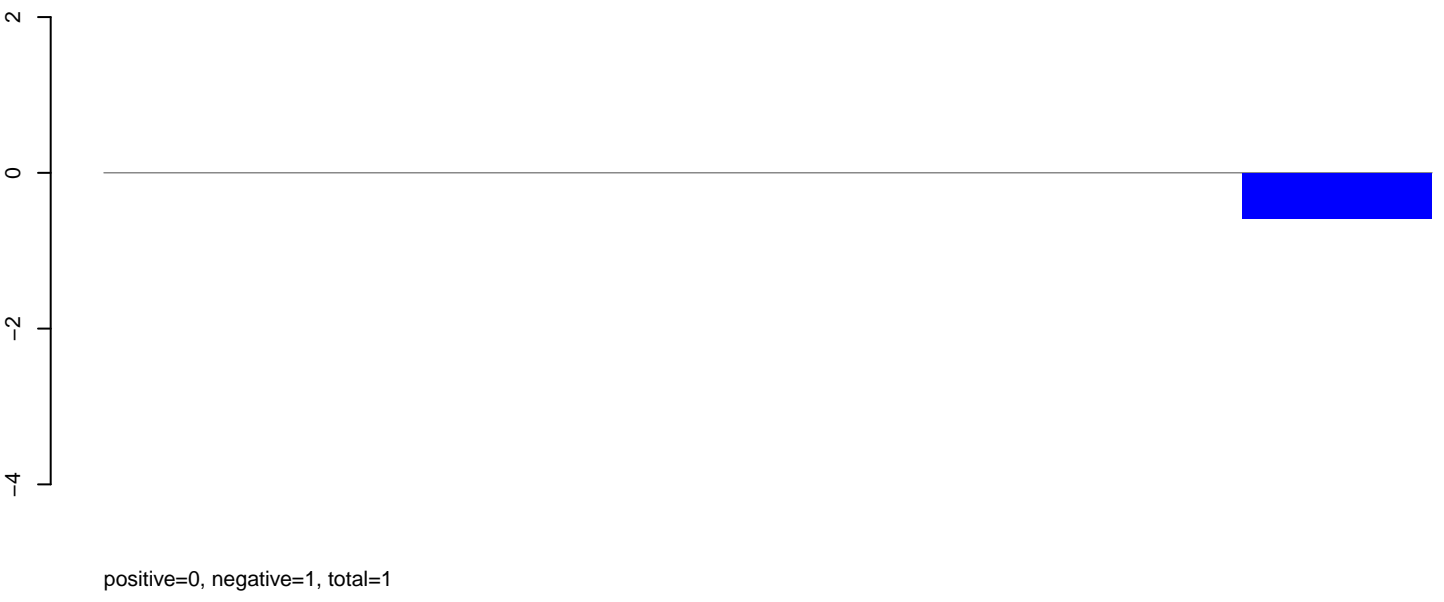 2
0
−2
−4
positive=0, negative=1, total=1